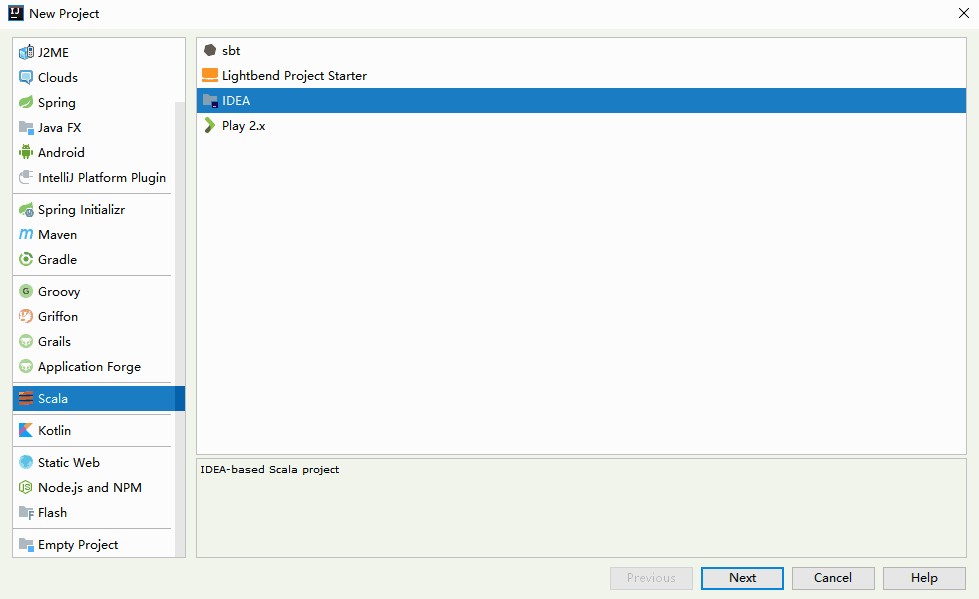 New Project
J2ME
Clouds
Spring
Java FX
Android
IntelliJ Platform Plugin
Spring Initializr
Maven
Gradle
Groovy
Griffon
Grails
Application Forge
Scala
Kotlin
Static Web
Node.js and NPM
Flash
Empty Project
sbt
Lightbend Project Starter
IDEA
Play 2.x
IDEA-based Scala project
Previous
Next
Cancel
Help